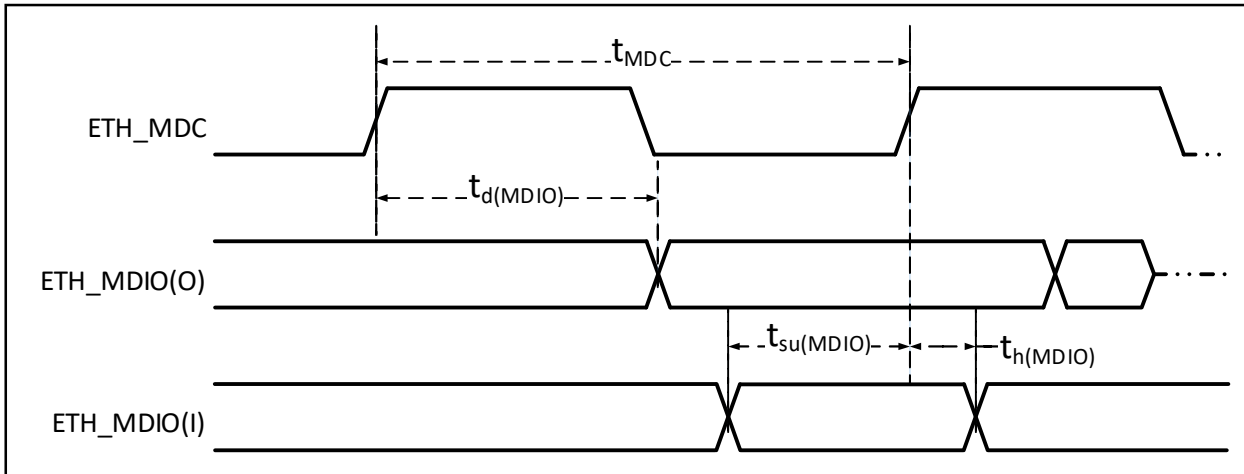 tMDC
ETH_MDC
td(MDIO)
ETH_MDIO(O)
tsu(MDIO)
th(MDIO)
ETH_MDIO(I)